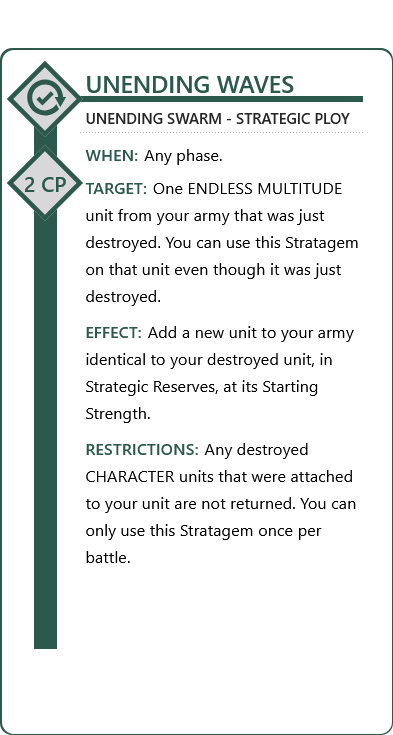 UNENDING WAVES
UNENDING SWARM - STRATEGIC PLOY
2 CP
WHEN: Any phase.
TARGET: One ENDLESS MULTITUDE
unit from your army that was just
destroyed. You can use this Stratagem
on that unit even though it was just
destroyed.
EFFECT: Add a new unit to your army
identical to your destroyed unit, in
Strategic Reserves, at its Starting
Strength.
RESTRICTIONS: Any destroyed
CHARACTER units that were attached
to your unit are not returned. You can
only use this Stratagem once per
battle.